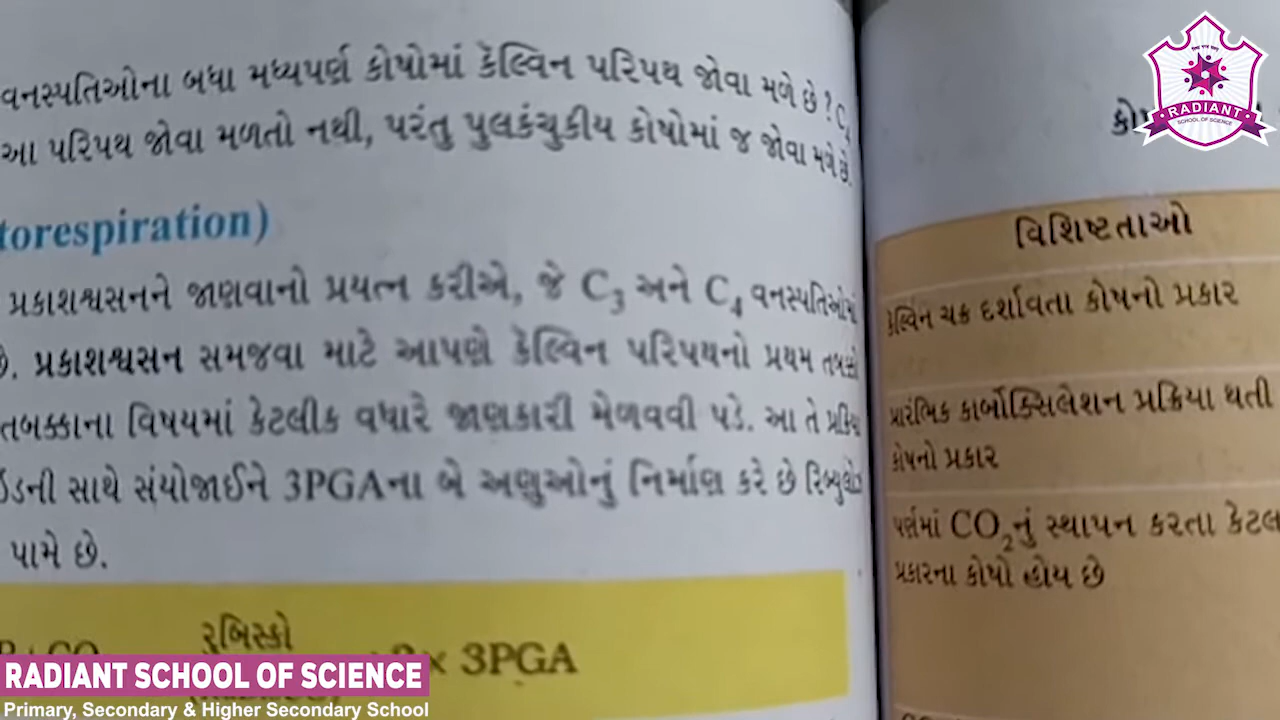 વનસ્પતિઓના બધા મધ્યપર્ણ કોષોમાં કેલ્વિન પરિપથ જોવા મળે છે ? C4
આ પરિપથ જોવા મળતો નથી, પરંતુ પુલકંચુકીય કોષોમાં જ જોવા મળે છે.
torespiration)
પ્રકાશશ્વસનને જાણવાનો પ્રયત્ન કરીએ, જે C3 અને C4 વનસ્પતિઓમાં
છે. પ્રકાશશ્વસન સમજવા માટે આપણે કેલ્વિન પરિપથનો પ્રથમ તબક્કો
તબક્કાના વિષયમાં કેટલીક વધારે જાણકારી મેળવવી પડે. આ તે પ્રક્રિયા
ઈડની સાથે સંયોજાઈને 3PGAના બે અણુઓનું નિર્માણ કરે છે રિબ્યુલોઝ
પામે છે.
રુબિસ્કો
2 × 3PGA
RADIANT SCHOOL OF SCIENCE
Primary, Secondary & Higher Secondary School
RADIANT
SCHOOL OF SCIENCE
વિશિષ્ટતાઓ
કેલ્વિન ચક્ર દર્શાવતા કોષનો પ્રકાર
પ્રારંભિક કાર્બોક્સિલેશન પ્રક્રિયા થતી
કોષનો પ્રકાર
પર્ણમાં CO2નું સ્થાપન કરતા કેટલ
પ્રકારના કોષો હોય છે